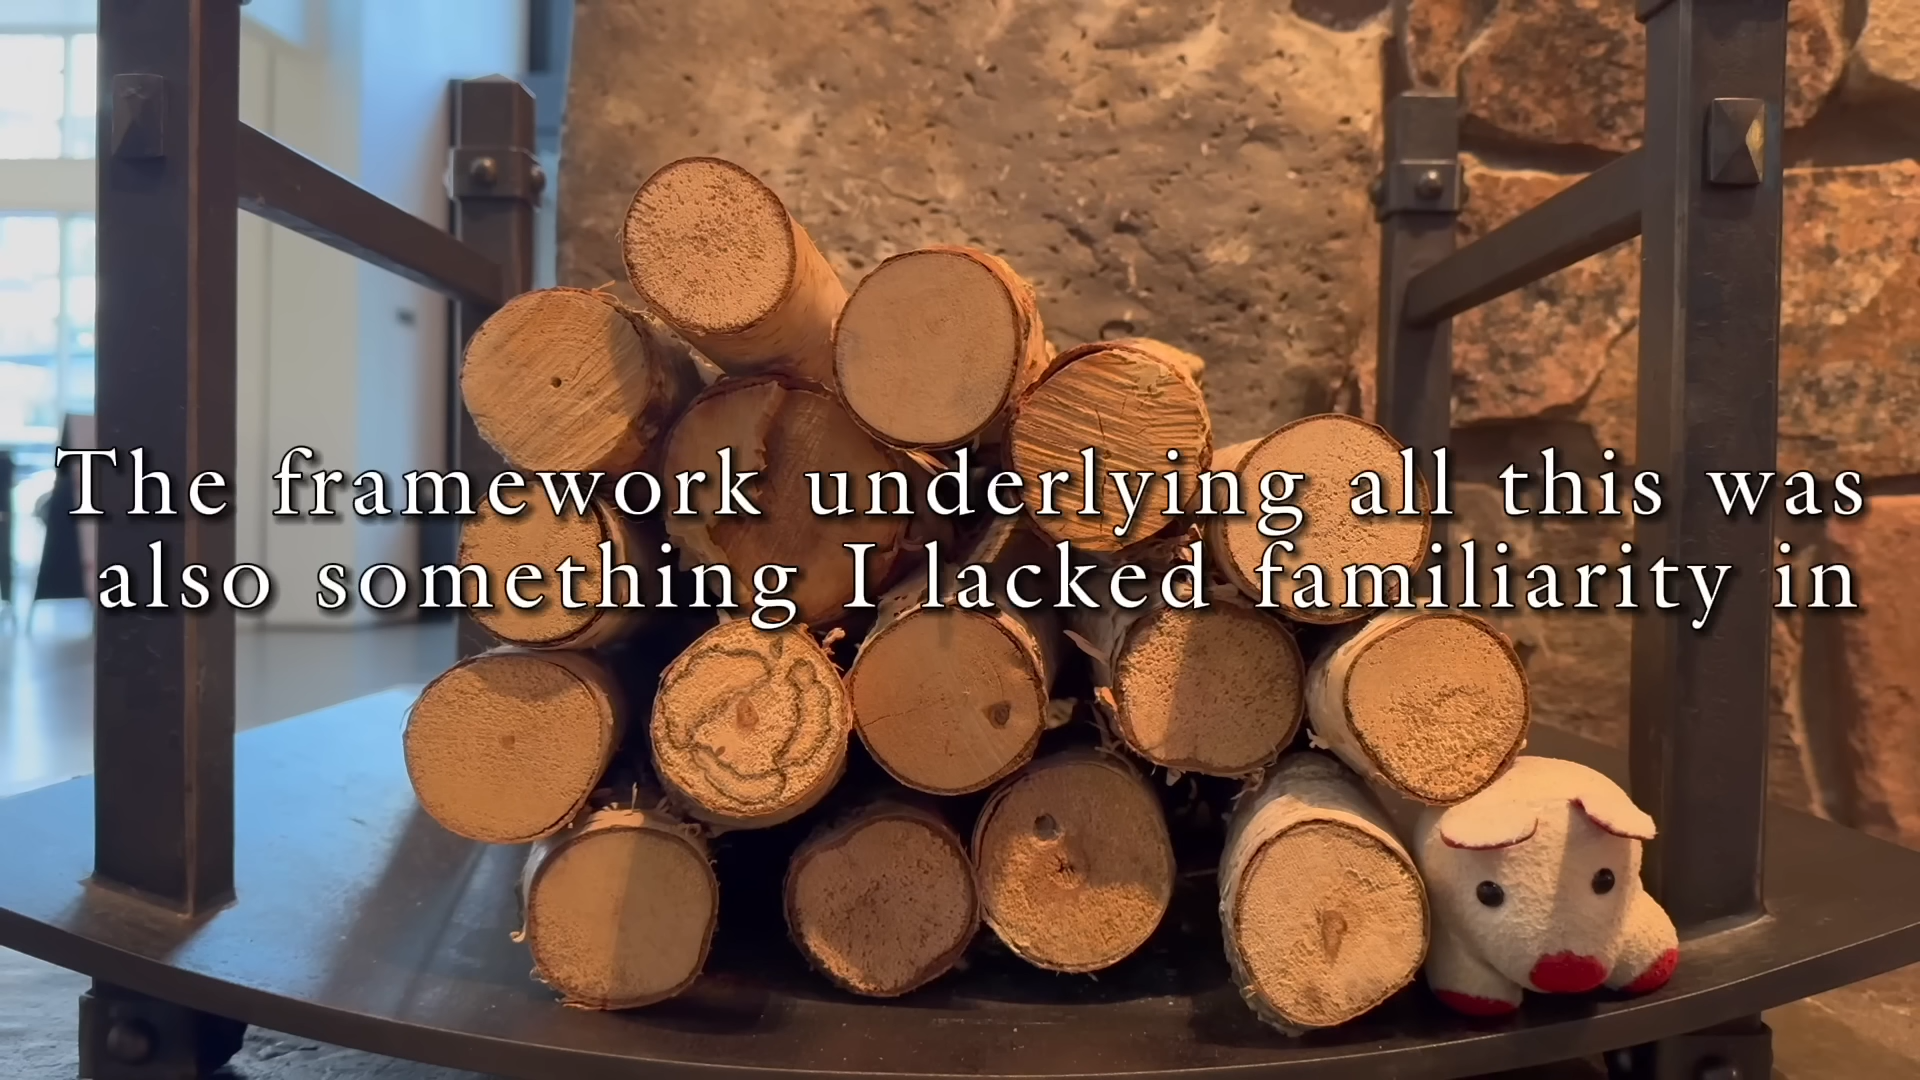 The framework underlying all this was
also something I lacked familiarity in